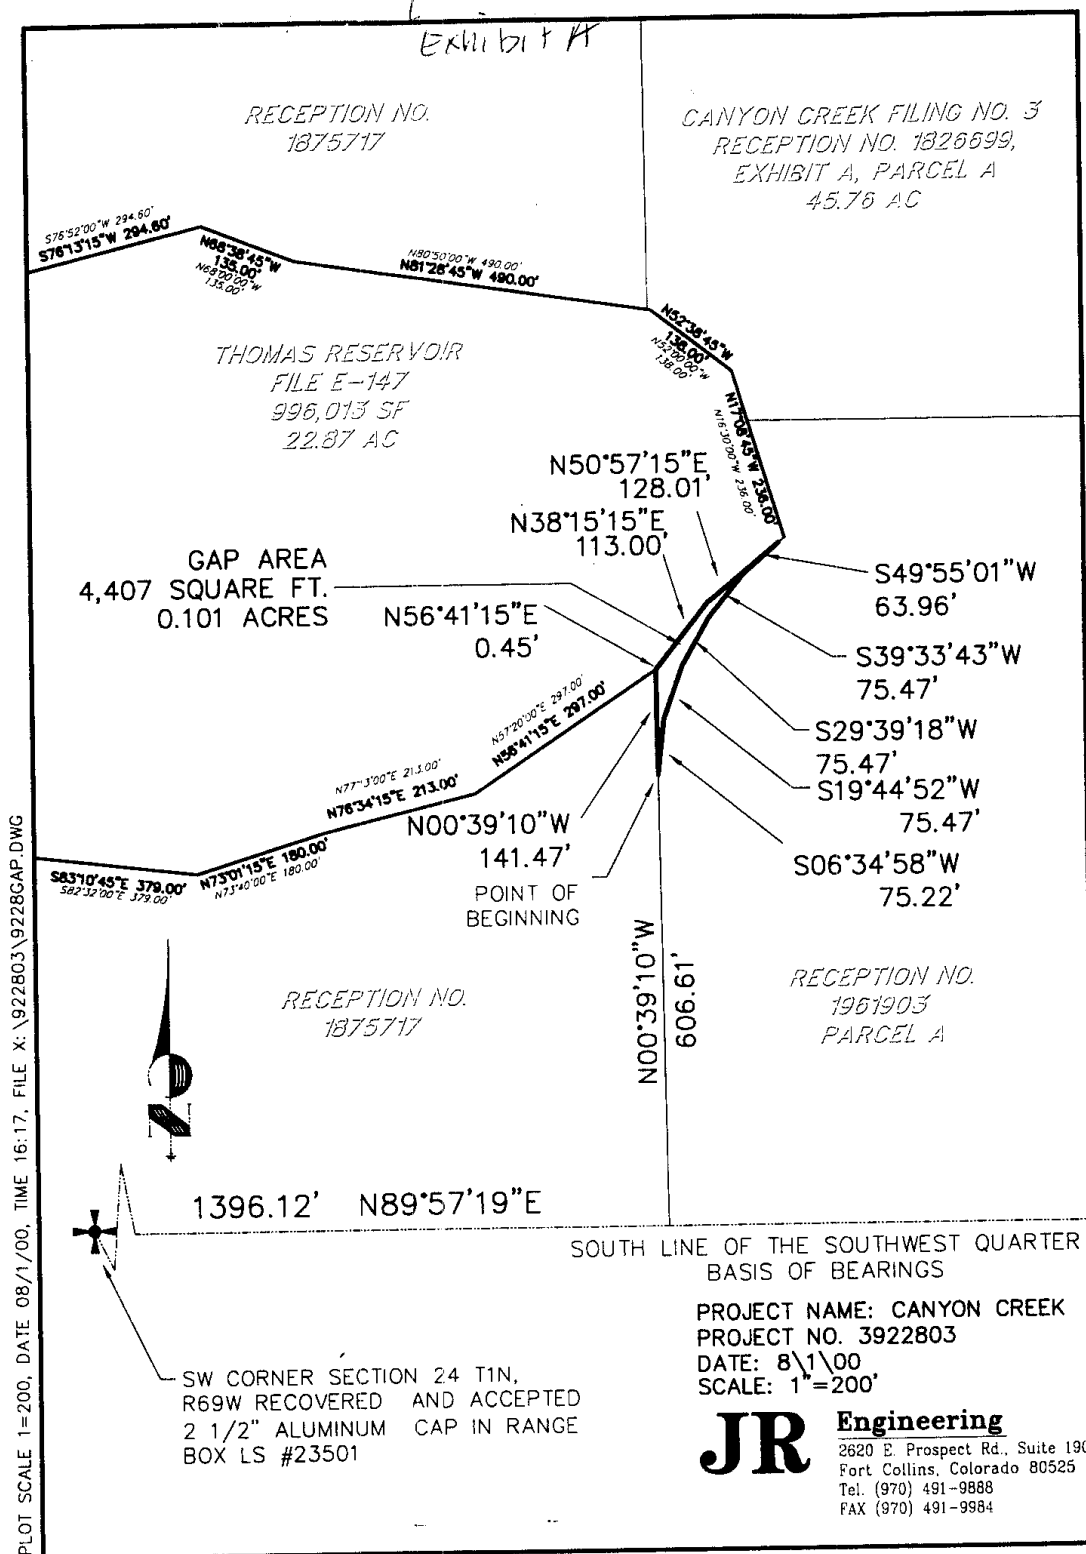 Exhibit A
RECEPTION NO.
1875717
CANYON CREEK FILING NO. 3
RECEPTION NO. 1826699,
EXHIBIT A, PARCEL A
45.76 AC
S76°52'00"W 294.60'
S76°13'15"W 294.60'
N68°38'45"W
135.00'
N68°00'00"W
135.00'
N80°50'00"W 490.00'
N81°28'45"W 490.00'
N52°38'45"W
138.00'
N52°00'00"W
138.00'
THOMAS RESERVOIR
FILE E-147
996,013 SF
22.87 AC
N17°08'45"W 236.00'
N16°30'00"W 236.00'
N50°57'15"E
128.01'
N38°15'15"E
113.00'
GAP AREA
4,407 SQUARE FT.
0.101 ACRES
N56°41'15"E
0.45'
S49°55'01"W
63.96'
S39°33'43"W
75.47'
S29°39'18"W
75.47'
S19°44'52"W
75.47'
S06°34'58"W
75.22'
N57°20'00"E 297.00'
N56°41'15"E 297.00'
N77°13'00"E 213.00'
N76°34'15"E 213.00'
N00°39'10"W
141.47'
POINT OF
BEGINNING
S83°10'45"E 379.00'
S82°32'00"E 379.00'
N73°01'15"E 180.00'
N73°40'00"E 180.00'
N00°39'10"W
606.61'
RECEPTION NO.
1875717
RECEPTION NO.
1961903
PARCEL A
N
1396.12' N89°57'19"E
SOUTH LINE OF THE SOUTHWEST QUARTER
BASIS OF BEARINGS
PROJECT NAME: CANYON CREEK
PROJECT NO. 3922803
DATE: 8\1\00
SCALE: 1"=200'
SW CORNER SECTION 24 T1N,
R69W RECOVERED AND ACCEPTED
2 1/2" ALUMINUM CAP IN RANGE
BOX LS #23501
JR Engineering
2620 E. Prospect Rd., Suite 190
Fort Collins, Colorado 80525
Tel. (970) 491-9888
FAX (970) 491-9984
PLOT SCALE 1=200, DATE 08/1/00, TIME 16:17, FILE X:\922803\9228GAP.DWG